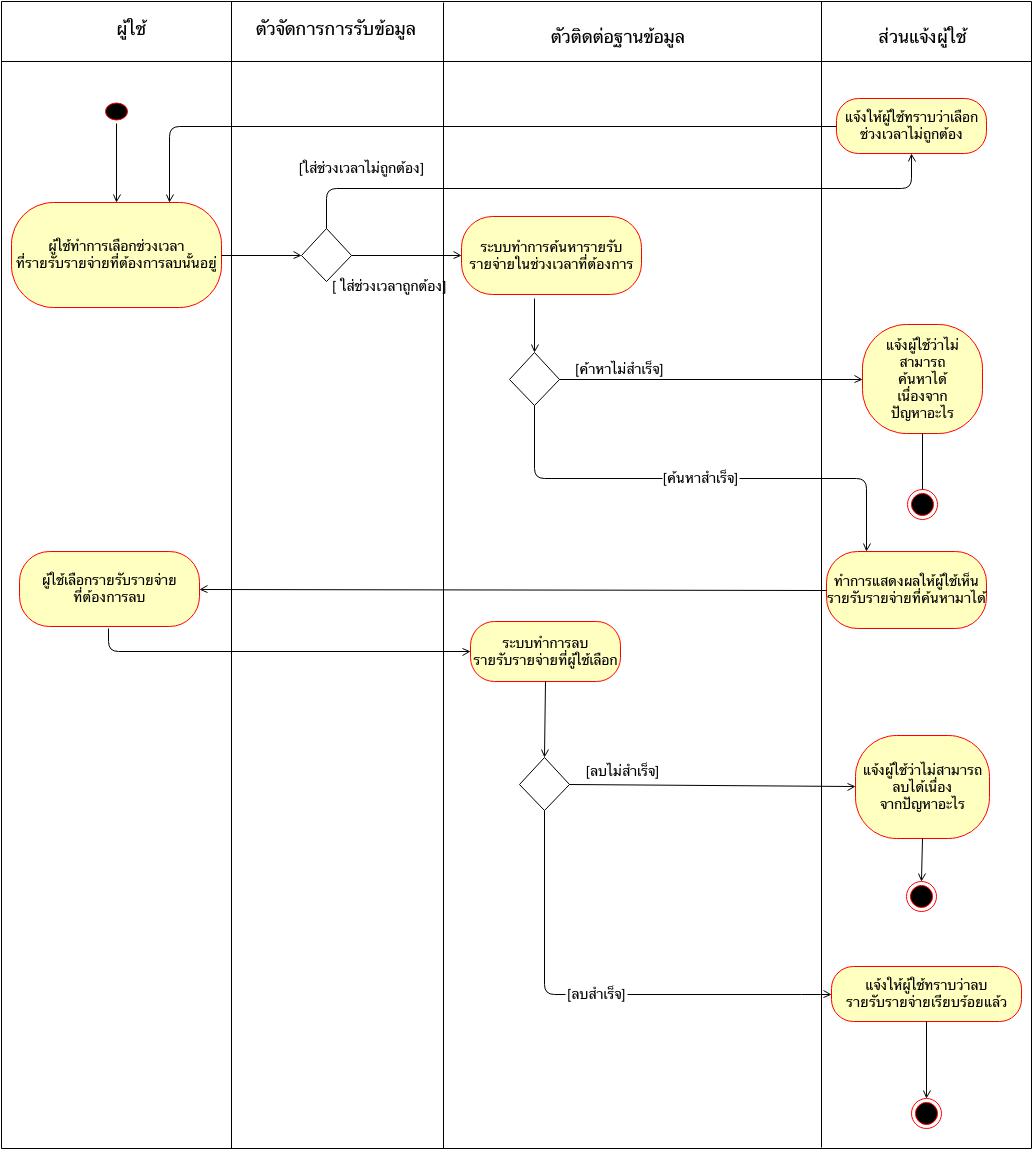 ผู้ใช้
ตัวจัดการการรับข้อมูล
ตัวติดต่อฐานข้อมูล
ส่วนแจ้งผู้ใช้
แจ้งให้ผู้ใช้ทราบว่าเลือก
ช่วงเวลาไม่ถูกต้อง
[ใส่ช่วงเวลาไม่ถูกต้อง]
ผู้ใช้ทำการเลือกช่วงเวลา
ที่รายรับรายจ่ายที่ต้องการลบนั้นอยู่
ระบบทำการค้นหารายรับ
รายจ่ายในช่วงเวลาที่ต้องการ
[ ใส่ช่วงเวลาถูกต้อง]
แจ้งผู้ใช้ว่าไม่
สามารถ
ค้นหาได้
เนื่องจาก
ปัญหาอะไร
[ค้าหาไม่สำเร็จ]
[ค้นหาสำเร็จ]
ผู้ใช้เลือกรายรับรายจ่าย
ที่ต้องการลบ
ทำการแสดงผลให้ผู้ใช้เห็น
รายรับรายจ่ายที่ค้นหามาได้
ระบบทำการลบ
รายรับรายจ่ายที่ผู้ใช้เลือก
[ลบไม่สำเร็จ]
แจ้งผู้ใช้ว่าไม่สามารถ
ลบได้เนื่อง
จากปัญหาอะไร
[ลบสำเร็จ]
แจ้งให้ผู้ใช้ทราบว่าลบ
รายรับรายจ่ายเรียบร้อยแล้ว